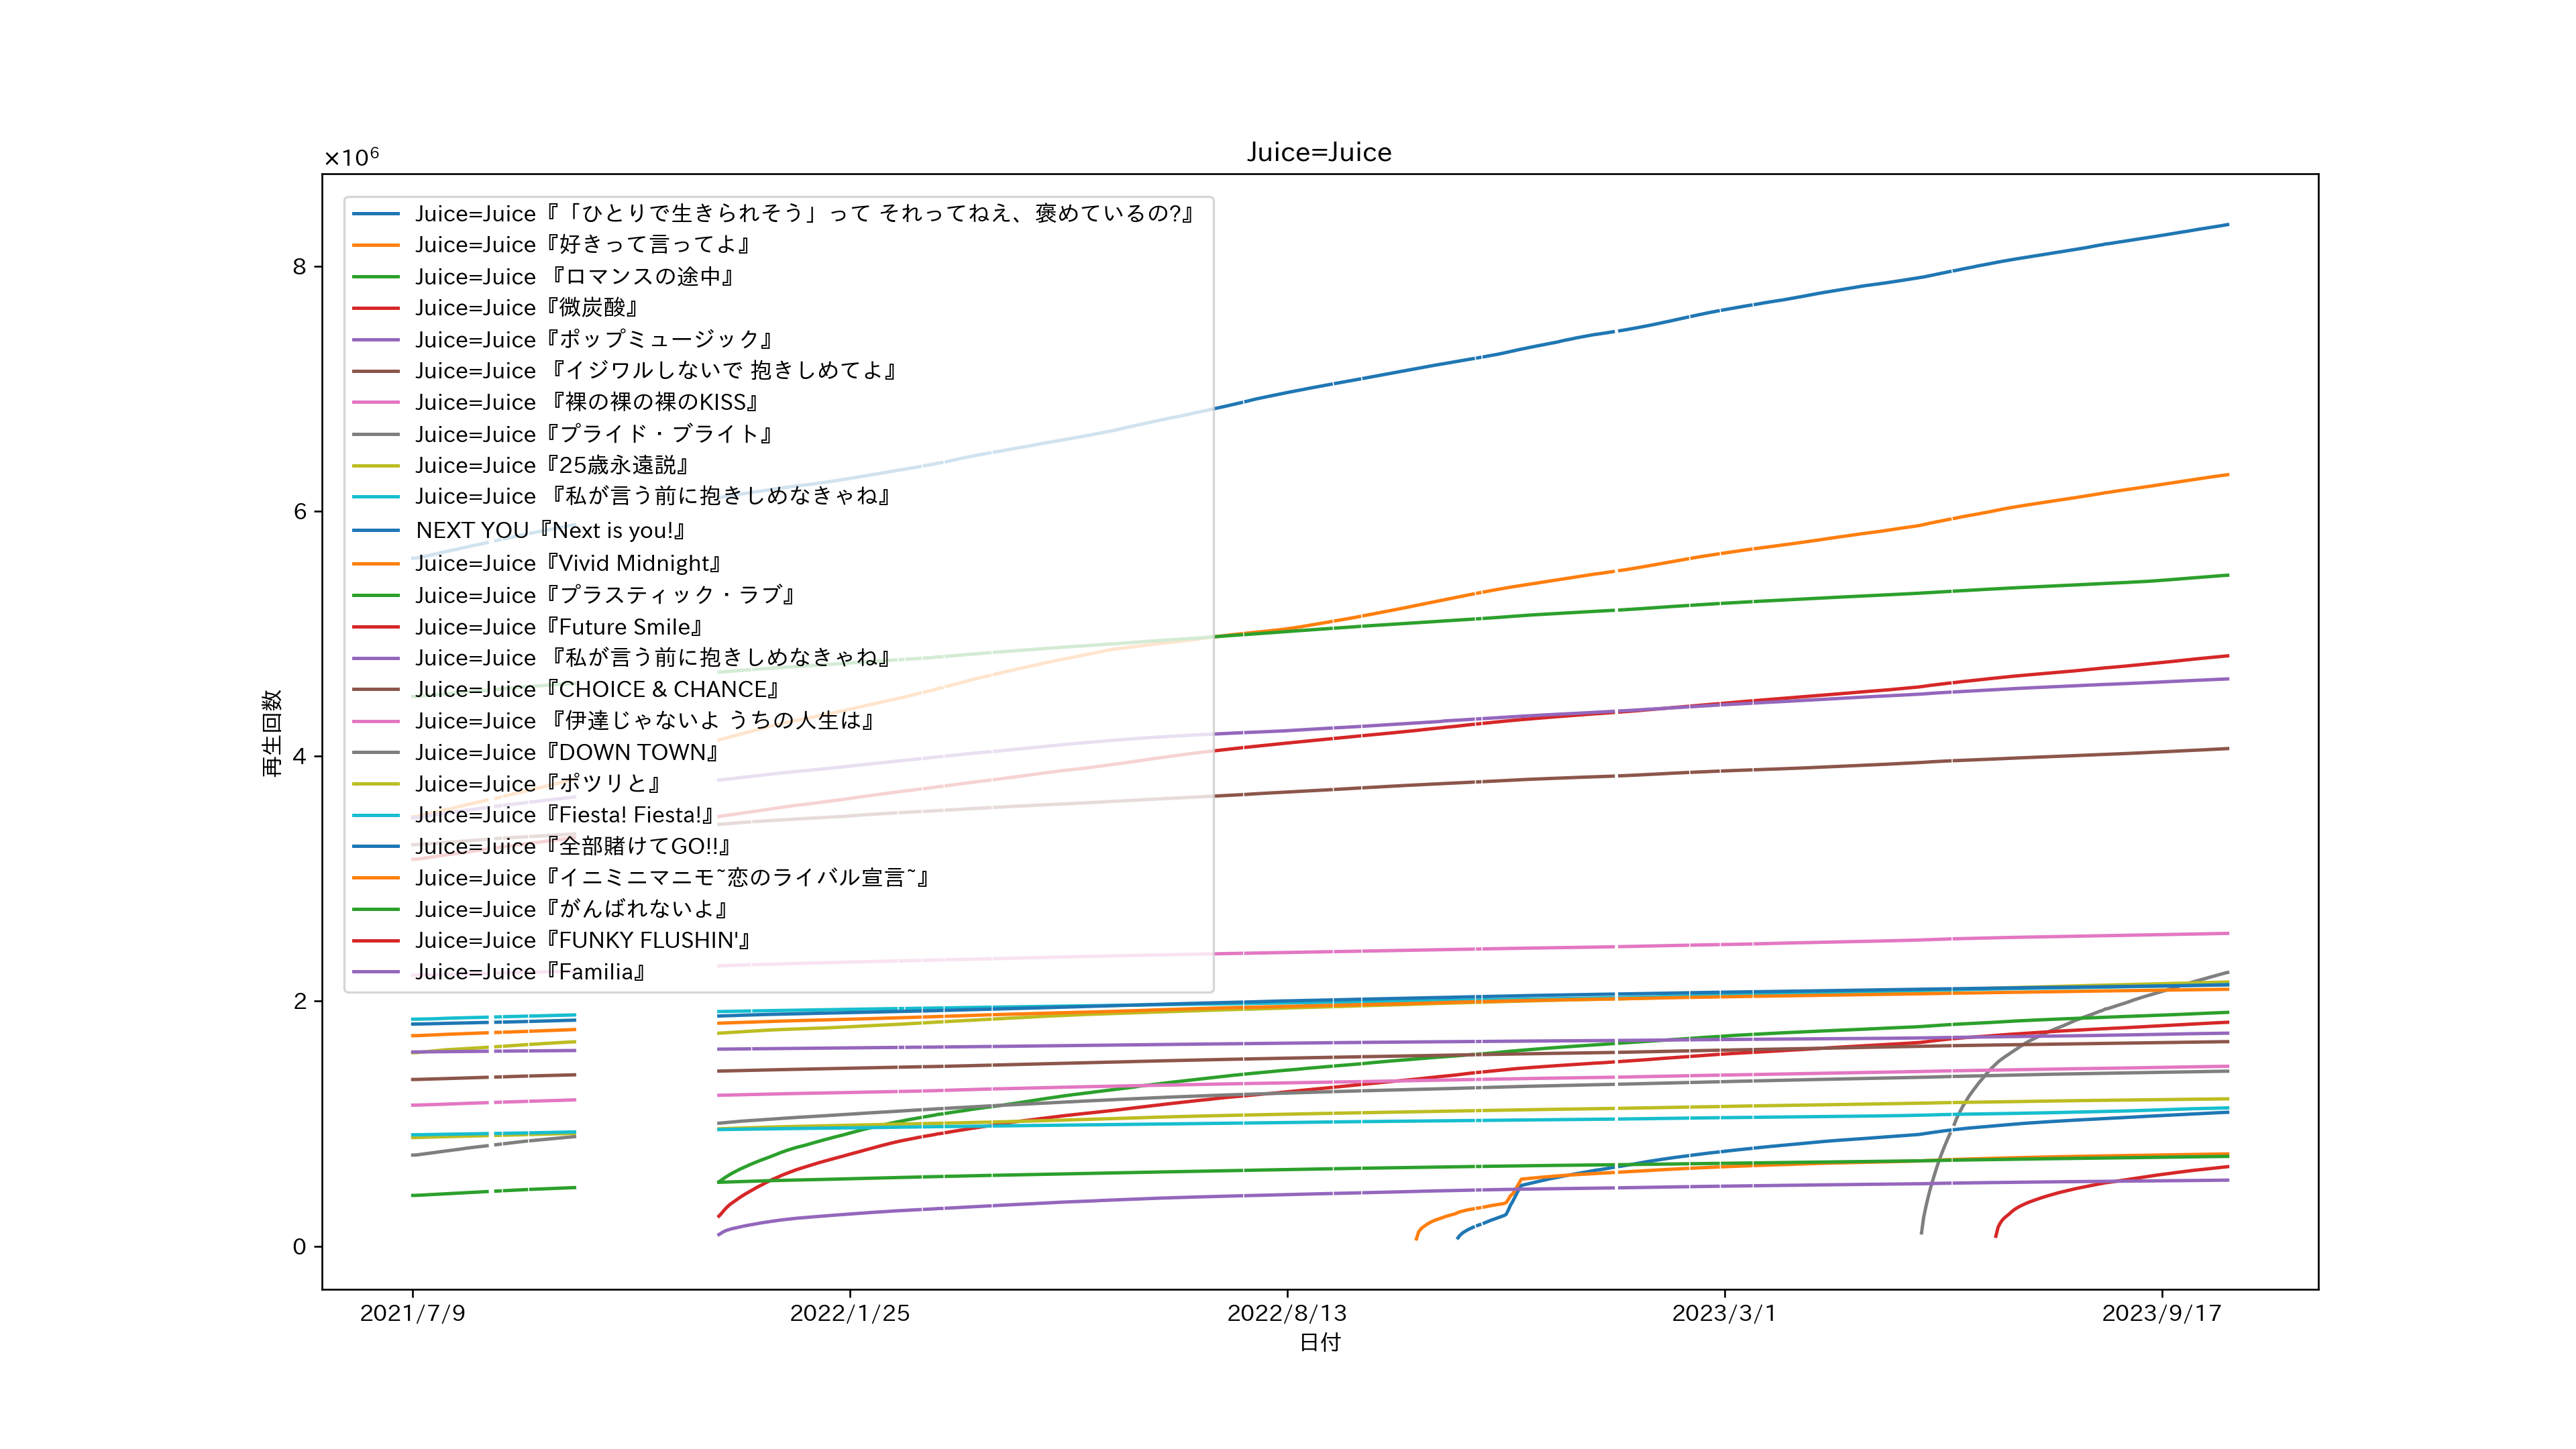 Juice=Juice
×10⁶
Juice=Juice『「ひとりで生きられそう」って それってねえ、褒めているの?』
Juice=Juice『好きって言ってよ』
Juice=Juice 『ロマンスの途中』
Juice=Juice『微炭酸』
Juice=Juice『ポップミュージック』
Juice=Juice 『イジワルしないで 抱きしめてよ』
Juice=Juice 『裸の裸の裸のKISS』
Juice=Juice『プライド・ブライト』
Juice=Juice『25歳永遠説』
Juice=Juice 『私が言う前に抱きしめなきゃね』
NEXT YOU『Next is you!』
Juice=Juice『Vivid Midnight』
Juice=Juice『プラスティック・ラブ』
Juice=Juice『Future Smile』
Juice=Juice 『私が言う前に抱きしめなきゃね』
Juice=Juice『CHOICE & CHANCE』
Juice=Juice 『伊達じゃないよ うちの人生は』
Juice=Juice『DOWN TOWN』
Juice=Juice『ポツリと』
Juice=Juice『Fiesta! Fiesta!』
Juice=Juice『全部賭けてGO!!』
Juice=Juice『イニミニマニモ~恋のライバル宣言~』
Juice=Juice『がんばれないよ』
Juice=Juice『FUNKY FLUSHIN'』
Juice=Juice『Familia』
8
6
4
2
0
再生回数
2021/7/9
2022/1/25
2022/8/13
2023/3/1
2023/9/17
日付